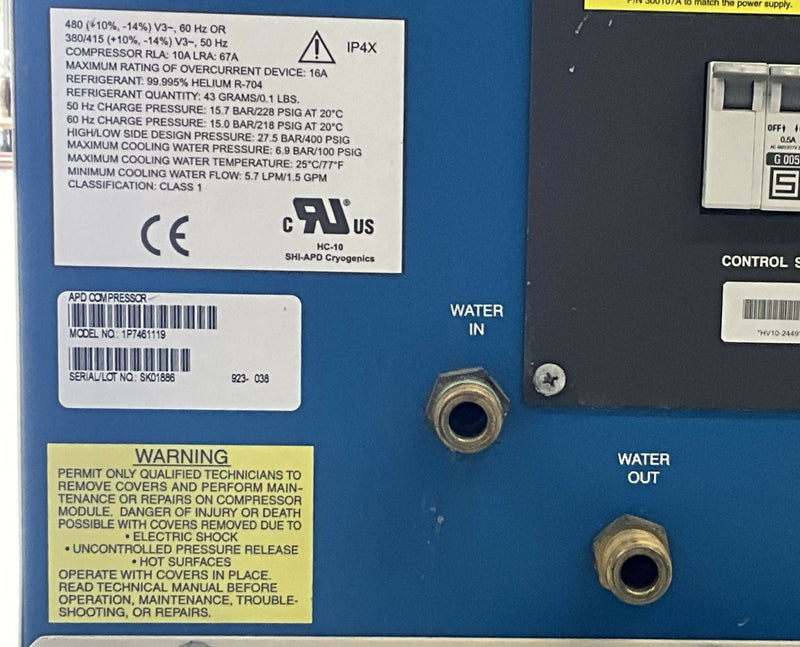 P/N 300107A to match the power supply.
480 (+10%, -14%) V3~, 60 Hz OR
380/415 (+10%, -14%) V3~, 50 Hz
COMPRESSOR RLA: 10A LRA: 67A
MAXIMUM RATING OF OVERCURRENT DEVICE: 16A
REFRIGERANT: 99.995% HELIUM R-704
REFRIGERANT QUANTITY: 43 GRAMS/0.1 LBS.
50 Hz CHARGE PRESSURE: 15.7 BAR/228 PSIG AT 20°C
60 Hz CHARGE PRESSURE: 15.0 BAR/218 PSIG AT 20°C
HIGH/LOW SIDE DESIGN PRESSURE: 27.5 BAR/400 PSIG
MAXIMUM COOLING WATER PRESSURE: 6.9 BAR/100 PSIG
MAXIMUM COOLING WATER TEMPERATURE: 25°C/77°F
MINIMUM COOLING WATER FLOW: 5.7 LPM/1.5 GPM
CLASSIFICATION: CLASS 1
IP4X
CE
C RU® US
HC-10
SHI-APD Cryogenics
OFF
0.5A
G 005
CONTROL S
*HV10-2449
APD COMPRESSOR
MODEL NO.: 1P7461119
SERIAL/LOT NO.: SK01886
923- 038
WATER
IN
WATER
OUT
WARNING
PERMIT ONLY QUALIFIED TECHNICIANS TO
REMOVE COVERS AND PERFORM MAIN-
TENANCE OR REPAIRS ON COMPRESSOR
MODULE. DANGER OF INJURY OR DEATH
POSSIBLE WITH COVERS REMOVED DUE TO
• ELECTRIC SHOCK
• UNCONTROLLED PRESSURE RELEASE
• HOT SURFACES
OPERATE WITH COVERS IN PLACE.
READ TECHNICAL MANUAL BEFORE
OPERATION, MAINTENANCE, TROUBLE-
SHOOTING, OR REPAIRS.